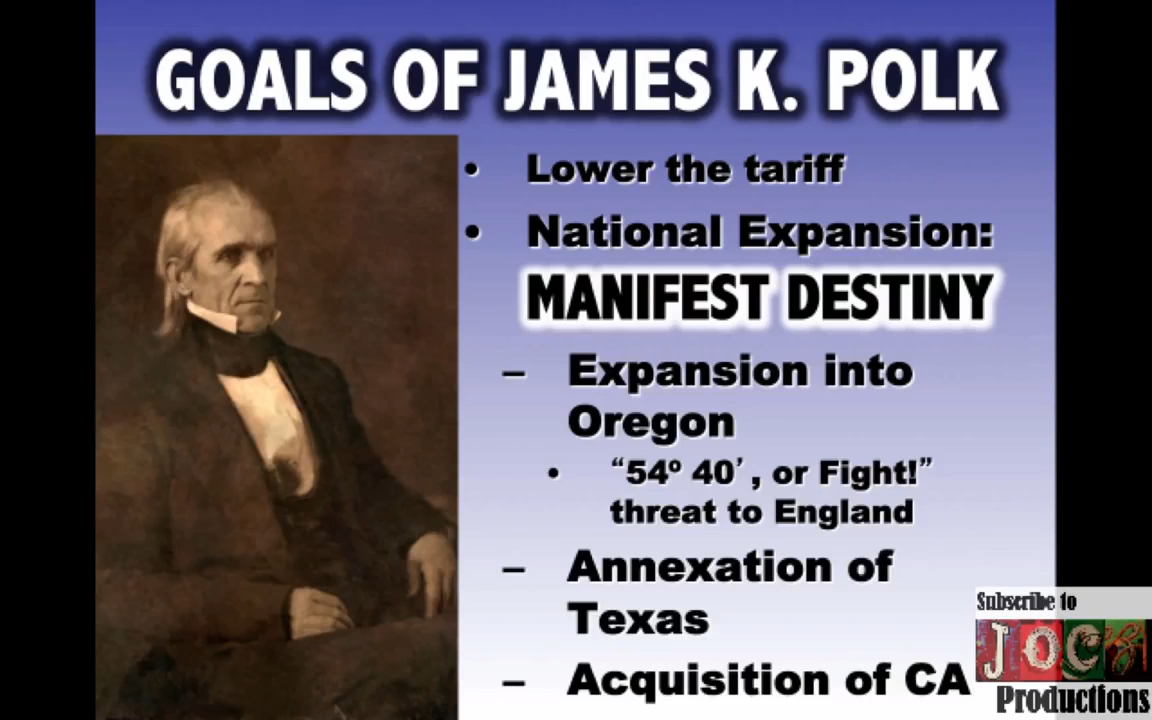 GOALS OF JAMES K. POLK
• Lower the tariff
• National Expansion:
MANIFEST DESTINY
– Expansion into
Oregon
• “54º 40’, or Fight!”
threat to England
– Annexation of
Texas
– Acquisition of CA
Subscribe to
JOCZ
Productions